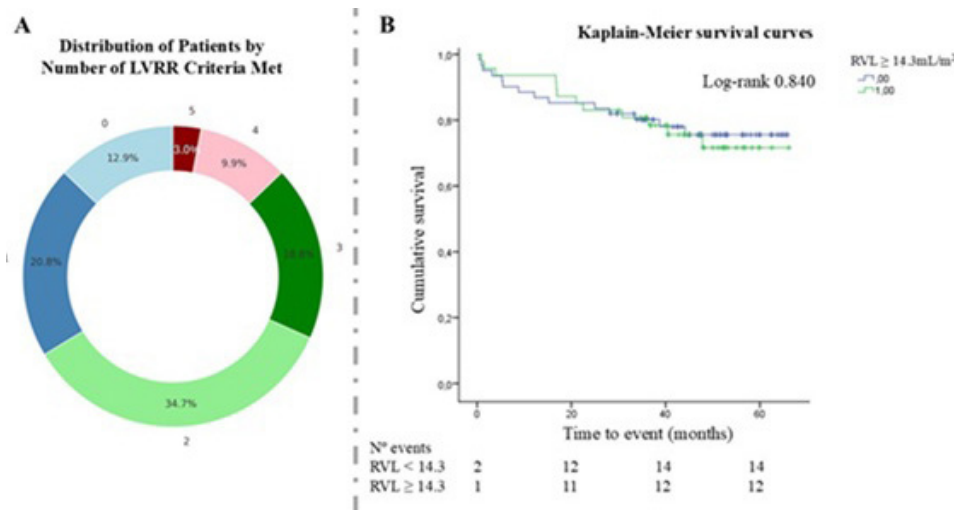 A
Distribution of Patients by
Number of LVRR Criteria Met
5
4
0
3.0%
9.9%
12.9%
20.8%
3
34.7%
2
B
Kaplan-Meier survival curves
RVL ≥ 14.3mL/m²
,00
1,00
Log-rank 0.840
1,0
0,8
0,6
0,4
0,2
0,0
Cumulative survival
0 20 40 60
Time to event (months)
Nº events
RVL < 14.3 2 12 14 14
RVL ≥ 14.3 1 11 12 12